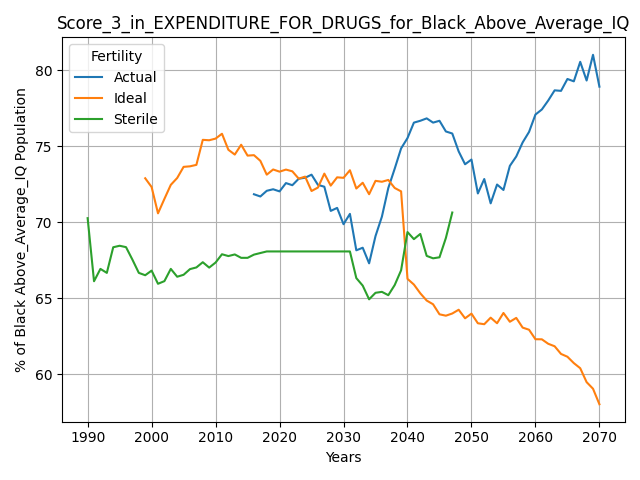 Score_3_in_EXPENDITURE_FOR_DRUGS_for_Black_Above_Average_IQ
Fertility
Actual
Ideal
Sterile
% of Black Above_Average_IQ Population
80
75
70
65
60
1990 2000 2010 2020 2030 2040 2050 2060 2070
Years